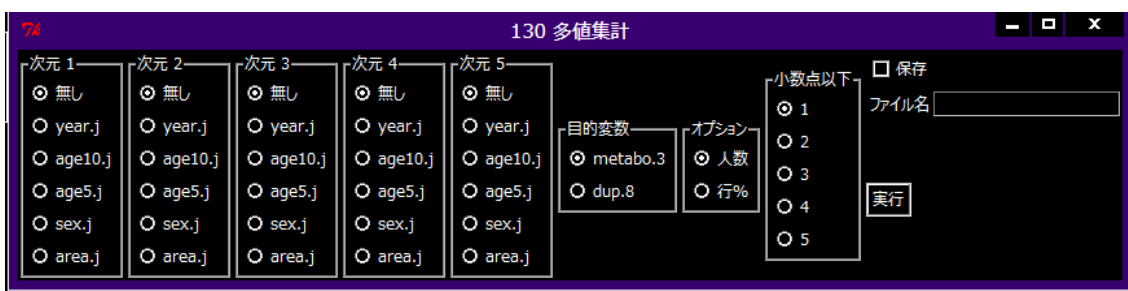 130 多値集計
次元 1
無し
year.j
age10.j
age5.j
sex.j
area.j
次元 2
無し
year.j
age10.j
age5.j
sex.j
area.j
次元 3
無し
year.j
age10.j
age5.j
sex.j
area.j
次元 4
無し
year.j
age10.j
age5.j
sex.j
area.j
次元 5
無し
year.j
age10.j
age5.j
sex.j
area.j
目的変数
metabo.3
dup.8
オプション
人数
行%
小数点以下
1
2
3
4
5
保存
ファイル名
実行